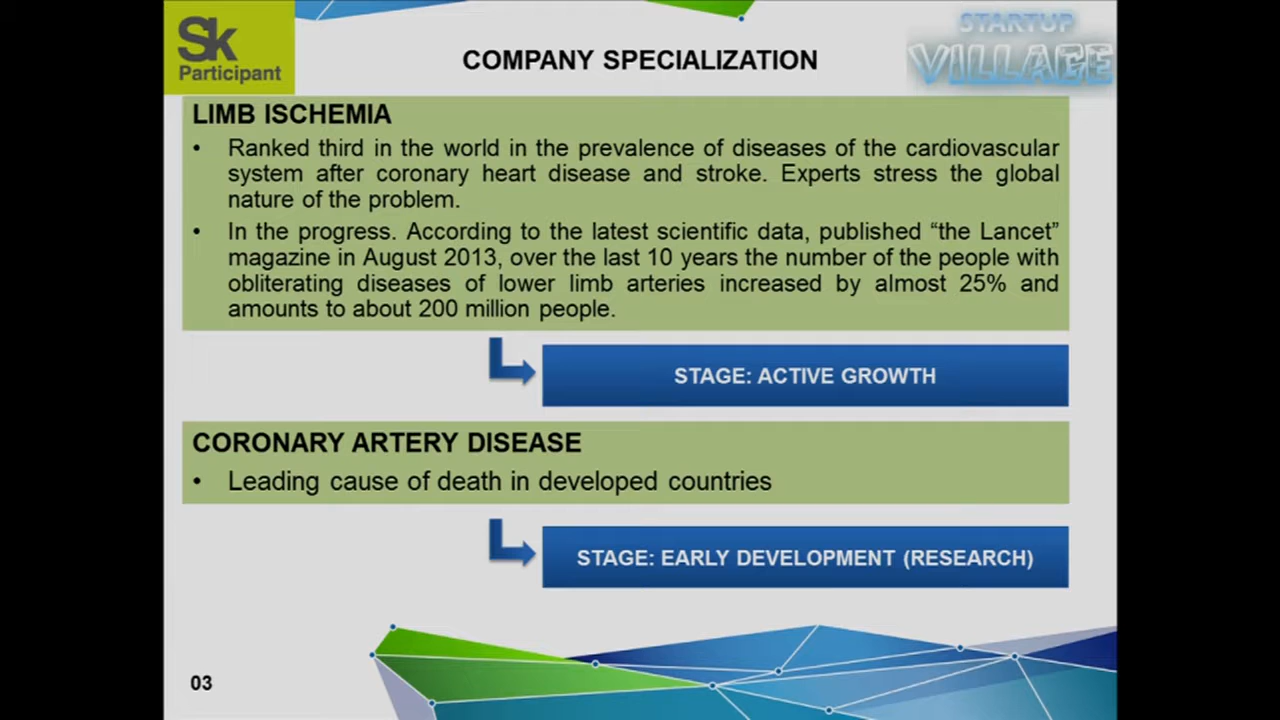 Sk
Participant
COMPANY SPECIALIZATION
STARTUP
VILLAGE
LIMB ISCHEMIA
• Ranked third in the world in the prevalence of diseases of the cardiovascular
system after coronary heart disease and stroke. Experts stress the global
nature of the problem.
• In the progress. According to the latest scientific data, published “the Lancet”
magazine in August 2013, over the last 10 years the number of the people with
obliterating diseases of lower limb arteries increased by almost 25% and
amounts to about 200 million people.
STAGE: ACTIVE GROWTH
CORONARY ARTERY DISEASE
• Leading cause of death in developed countries
STAGE: EARLY DEVELOPMENT (RESEARCH)
03